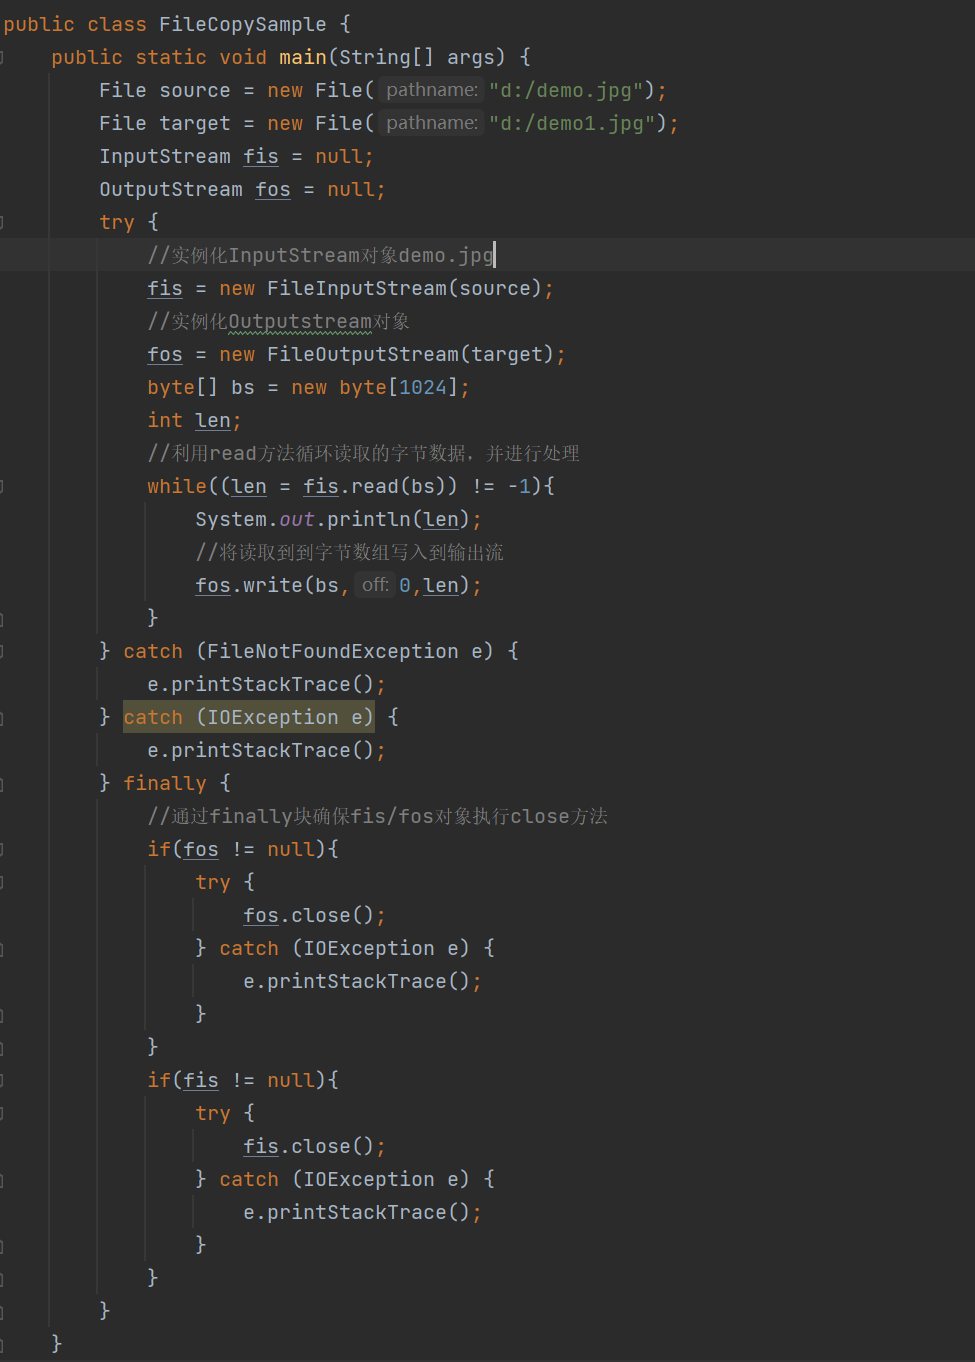 public class FileCopySample {
    public static void main(String[] args) {
        File source = new File( pathname: "d:/demo.jpg");
        File target = new File( pathname: "d:/demo1.jpg");
        InputStream fis = null;
        OutputStream fos = null;
        try {
            //实例化InputStream对象demo.jpg
            fis = new FileInputStream(source);
            //实例化Outputstream对象
            fos = new FileOutputStream(target);
            byte[] bs = new byte[1024];
            int len;
            //利用read方法循环读取的字节数据，并进行处理
            while((len = fis.read(bs)) != -1){
                System.out.println(len);
                //将读取到到字节数组写入到输出流
                fos.write(bs, off: 0,len);
            }
        } catch (FileNotFoundException e) {
            e.printStackTrace();
        } catch (IOException e) {
            e.printStackTrace();
        } finally {
            //通过finally块确保fis/fos对象执行close方法
            if(fos != null){
                try {
                    fos.close();
                } catch (IOException e) {
                    e.printStackTrace();
                }
            }
            if(fis != null){
                try {
                    fis.close();
                } catch (IOException e) {
                    e.printStackTrace();
                }
            }
        }
    }